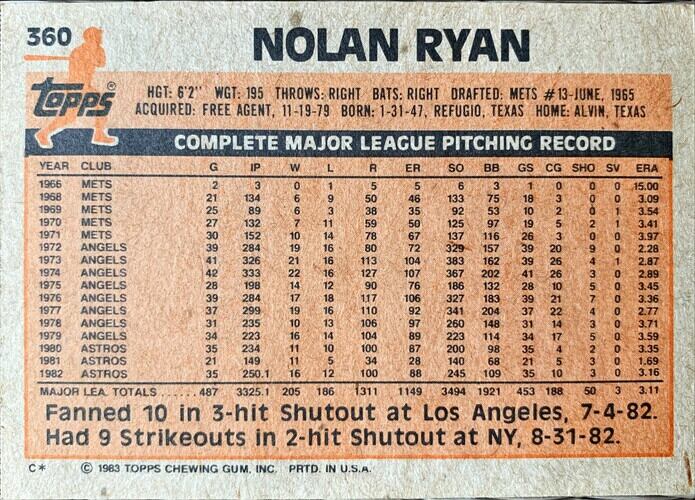 360
NOLAN RYAN
Topps®
HGT: 6'2" WGT: 195 THROWS: RIGHT BATS: RIGHT DRAFTED: METS #13-JUNE, 1965
ACQUIRED: FREE AGENT, 11-19-79 BORN: 1-31-47, REFUGIO, TEXAS HOME: ALVIN, TEXAS
COMPLETE MAJOR LEAGUE PITCHING RECORD
YEAR CLUB G IP W L R ER SO BB GS CG SHO SV ERA
1966 METS 2 3 0 1 5 5 6 3 1 0 0 0 15.00
1968 METS 21 134 6 9 50 46 133 75 18 3 0 0 3.09
1969 METS 25 89 6 3 38 35 92 53 10 2 0 1 3.54
1970 METS 27 132 7 11 59 50 125 97 19 5 2 1 3.41
1971 METS 30 152 10 14 78 67 137 116 26 3 0 0 3.97
1972 ANGELS 39 284 19 16 80 72 329 157 39 20 9 0 2.28
1973 ANGELS 41 326 21 16 113 104 383 162 39 26 4 1 2.87
1974 ANGELS 42 333 22 16 127 107 367 202 41 26 3 0 2.89
1975 ANGELS 28 198 14 12 90 76 186 132 28 10 5 0 3.45
1976 ANGELS 39 284 17 18 117 106 327 183 39 21 7 0 3.36
1977 ANGELS 37 299 19 16 110 92 341 204 37 22 4 0 2.77
1978 ANGELS 31 235 10 13 106 97 260 148 31 14 3 0 3.71
1979 ANGELS 34 223 16 14 104 89 223 114 34 17 5 0 3.59
1980 ASTROS 35 234 11 10 100 87 200 98 35 4 2 0 3.35
1981 ASTROS 21 149 11 5 34 28 140 68 21 5 3 0 1.69
1982 ASTROS 35 250.1 16 12 100 88 245 109 35 10 3 0 3.16
MAJOR LEA. TOTALS 487 3325.1 205 186 1311 1149 3494 1921 453 188 50 3 3.11
Fanned 10 in 3-hit Shutout at Los Angeles, 7-4-82.
Had 9 Strikeouts in 2-hit Shutout at NY, 8-31-82.
C* © 1983 TOPPS CHEWING GUM, INC. PRTD. IN U.S.A.